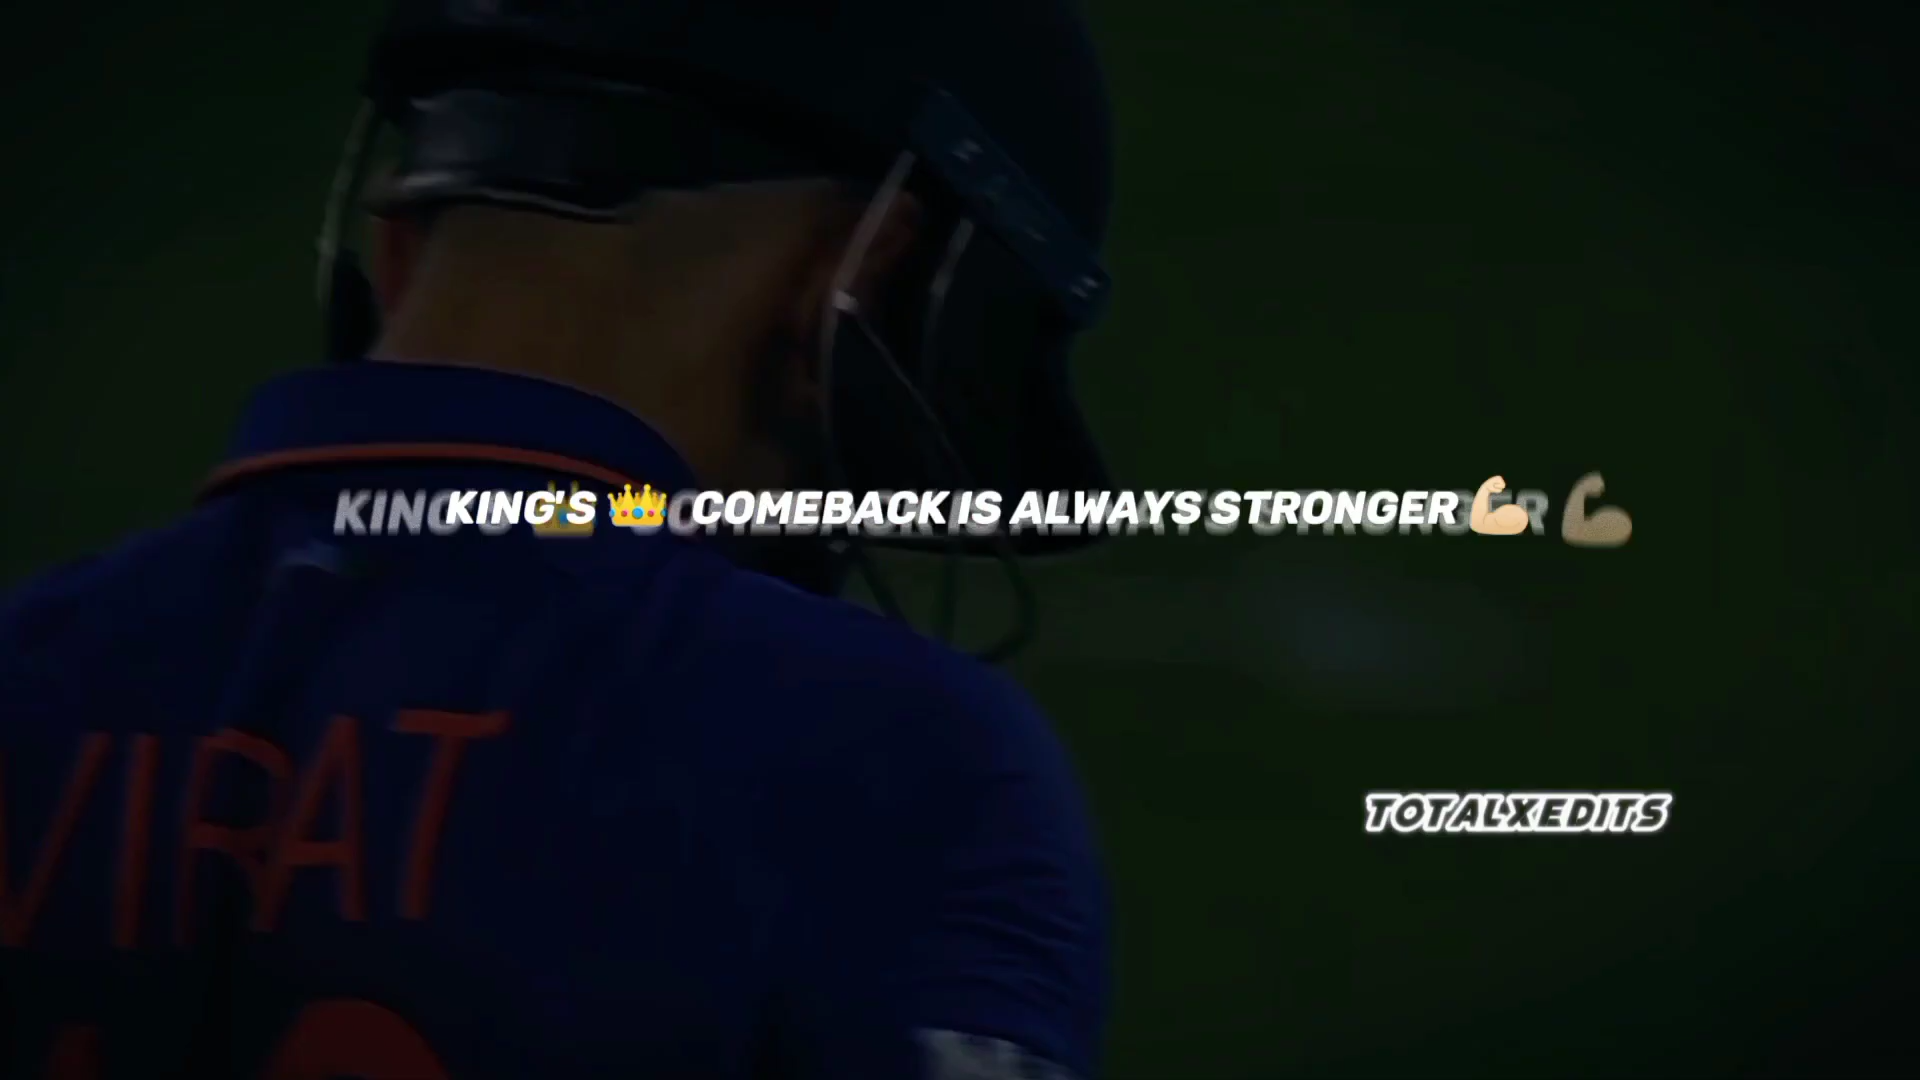 KING'S 👑 COMEBACK IS ALWAYS STRONGER 💪🏼
TOTALXEDITS
VIRAT